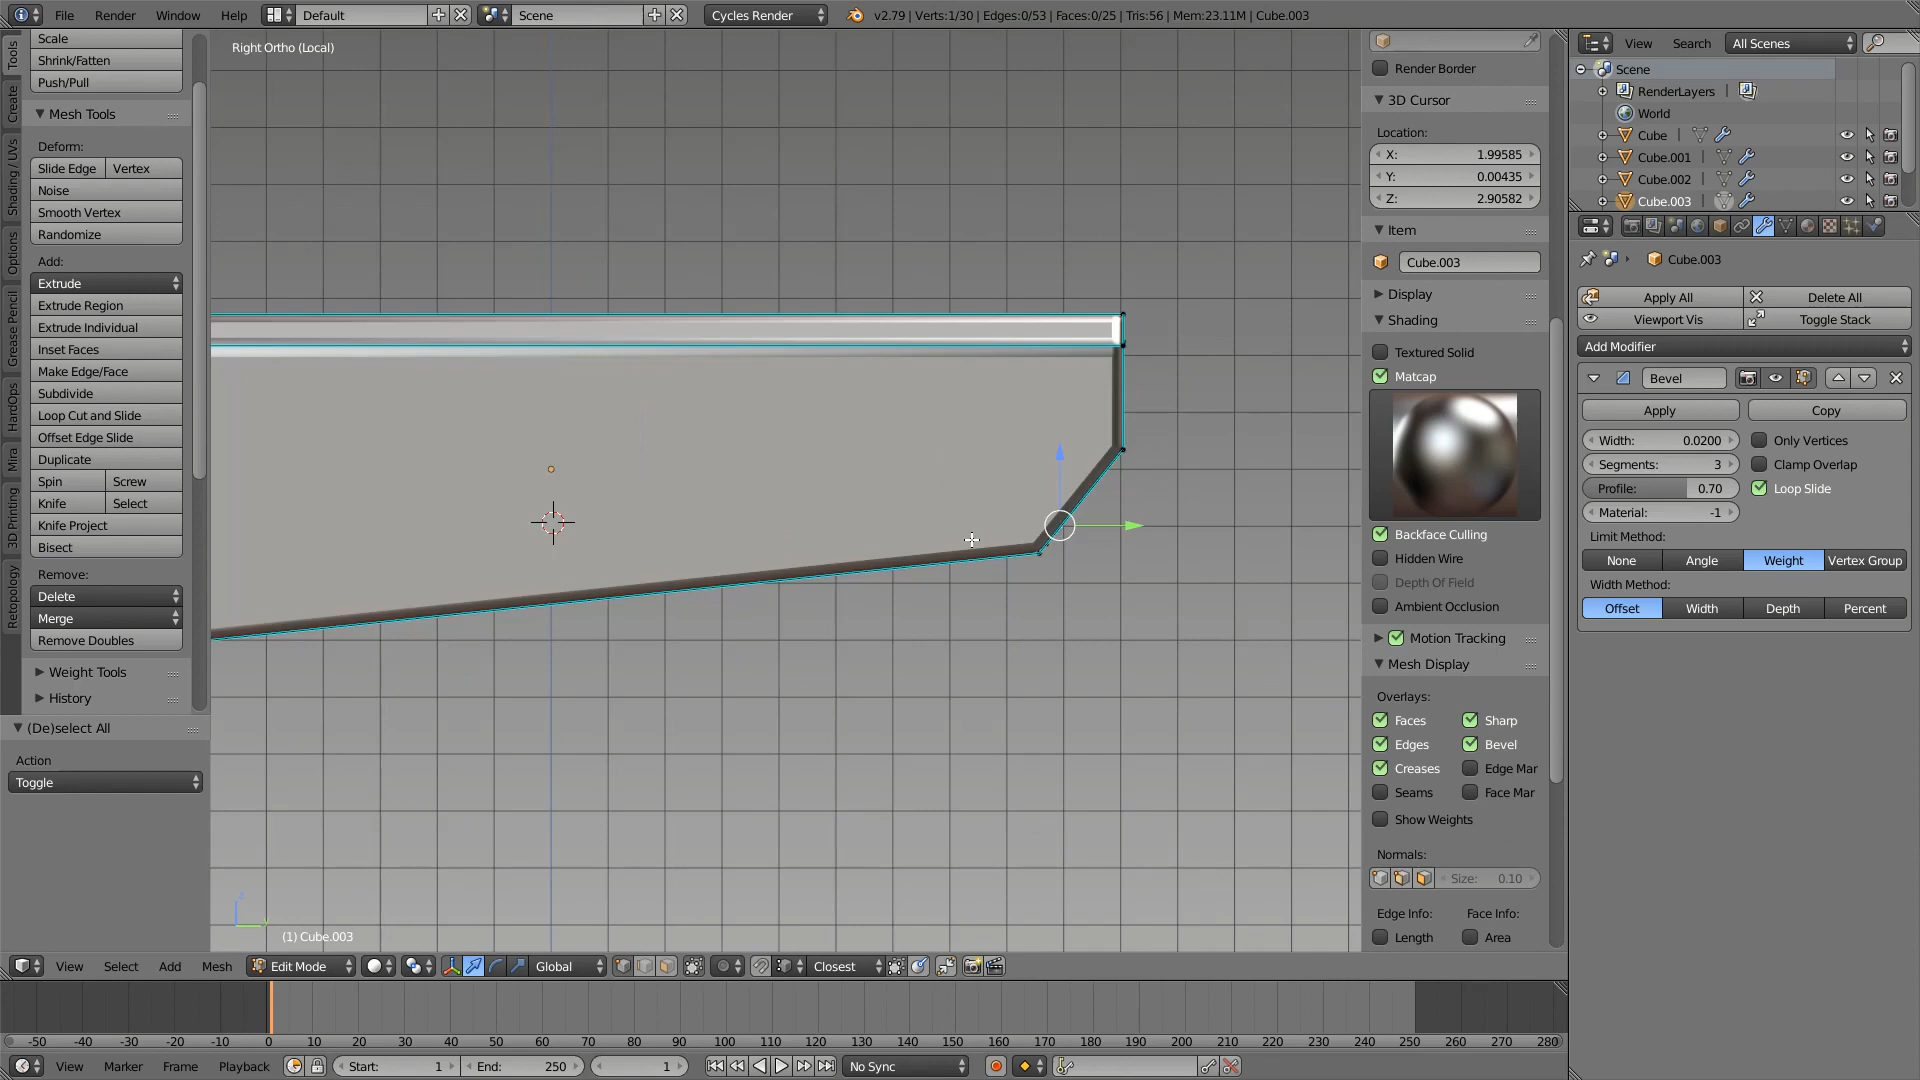 File Render Window Help Default Scene Cycles Render v2.79 | Verts:1/30 | Edges:0/53 | Faces:0/25 | Tris:56 | Mem:23.11M | Cube.003
Tools
Create
Shading / UVs
Options
Grease Pencil
HardOps
Mira
3D Printing
Retopology
Scale
Shrink/Fatten
Push/Pull
Mesh Tools
Deform:
Slide Edge Vertex
Noise
Smooth Vertex
Randomize
Add:
Extrude
Extrude Region
Extrude Individual
Inset Faces
Make Edge/Face
Subdivide
Loop Cut and Slide
Offset Edge Slide
Duplicate
Spin Screw
Knife Select
Knife Project
Bisect
Remove:
Delete
Merge
Remove Doubles
Weight Tools
History
(De)select All
Action
Toggle
Right Ortho (Local)
z
y
(1) Cube.003
Render Border
3D Cursor
Location:
X: 1.99585
Y: 0.00435
Z: 2.90582
Item
Cube.003
Display
Shading
Textured Solid
Matcap
Backface Culling
Hidden Wire
Depth Of Field
Ambient Occlusion
Motion Tracking
Mesh Display
Overlays:
Faces Sharp
Edges Bevel
Creases Edge Mar
Seams Face Mar
Show Weights
Normals:
Size: 0.10
Edge Info: Face Info:
Length Area
View Search All Scenes
Scene
RenderLayers
World
Cube
Cube.001
Cube.002
Cube.003
Cube.003
Apply All Delete All
Viewport Vis Toggle Stack
Add Modifier
Bevel
Apply Copy
Width: 0.0200 Only Vertices
Segments: 3 Clamp Overlap
Profile: 0.70 Loop Slide
Material: -1
Limit Method:
None Angle Weight Vertex Group
Width Method:
Offset Width Depth Percent
View Select Add Mesh Edit Mode Global Closest
-50 -40 -30 -20 -10 0 10 20 30 40 50 60 70 80 90 100 110 120 130 140 150 160 170 180 190 200 210 220 230 240 250 260 270 280
View Marker Frame Playback Start: 1 End: 250 1 No Sync